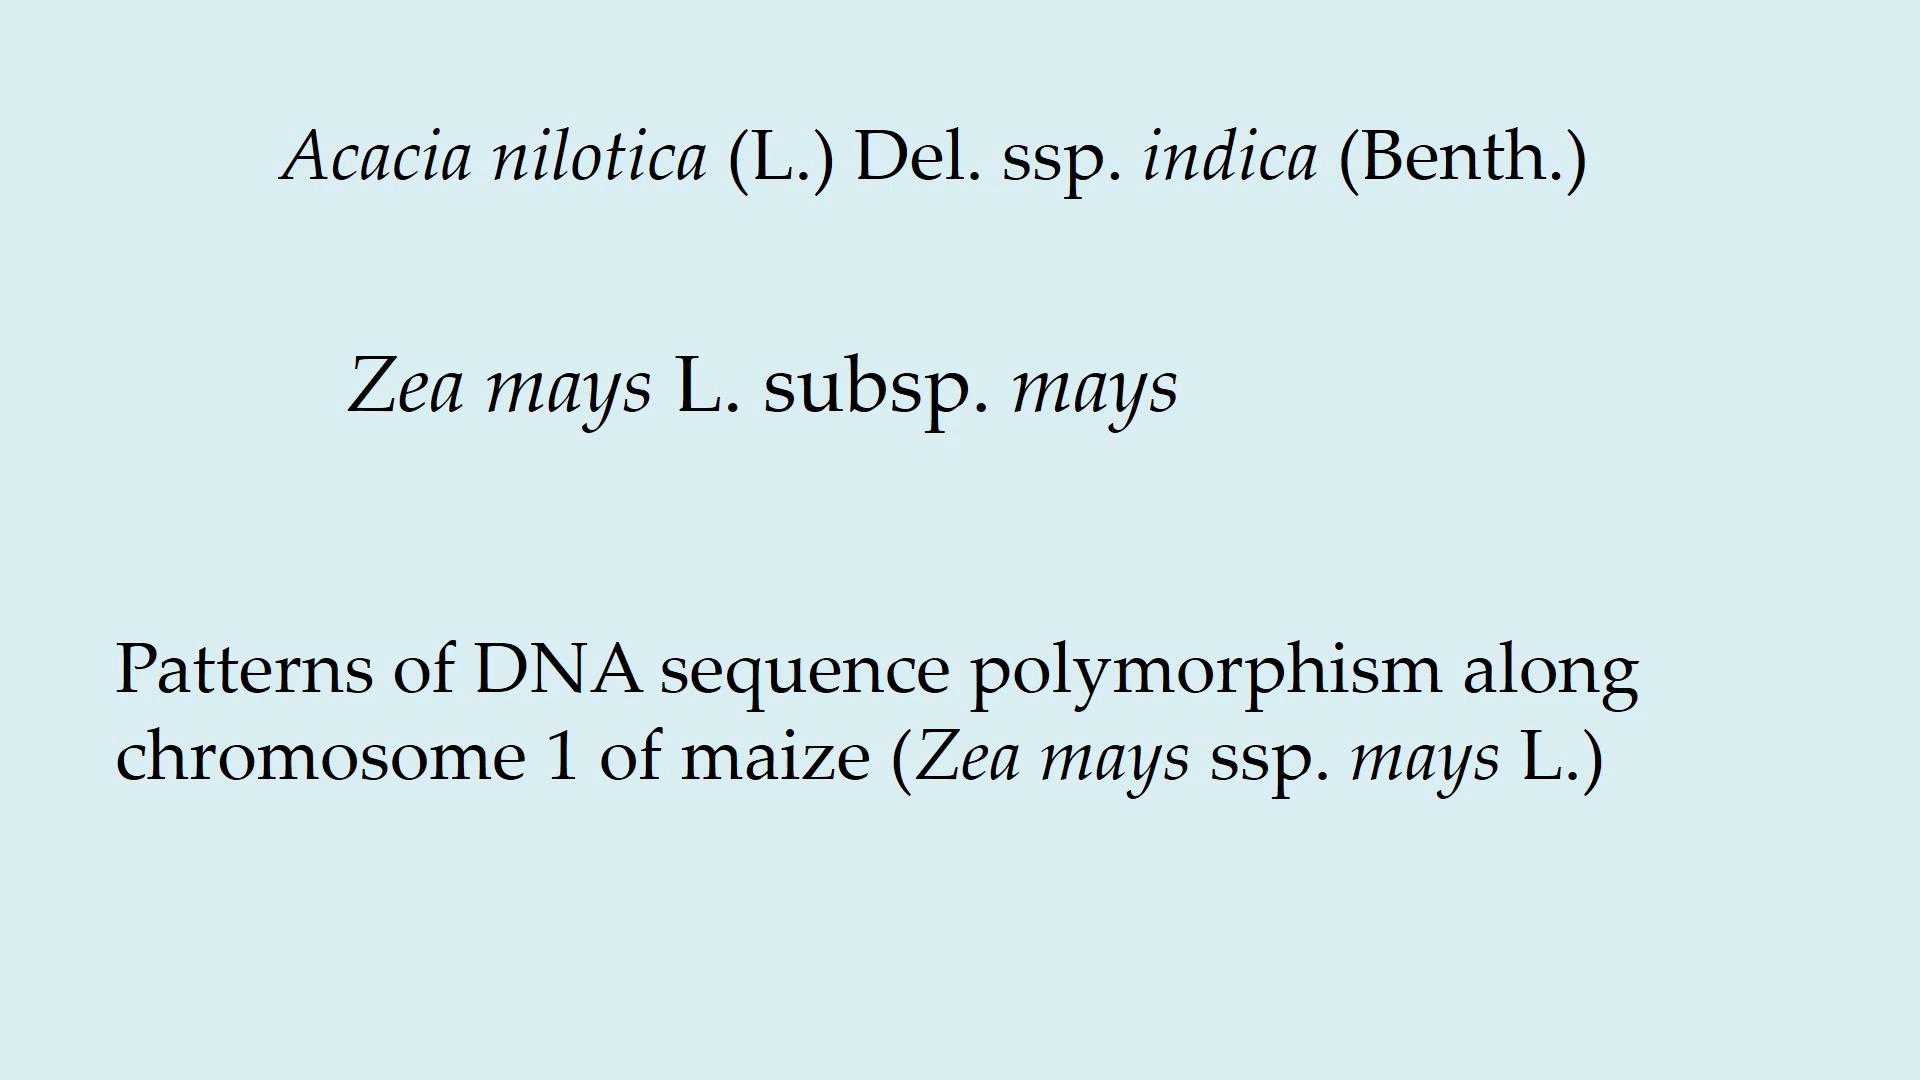 Acacia nilotica (L.) Del. ssp. indica (Benth.)
Zea mays L. subsp. mays
Patterns of DNA sequence polymorphism along
chromosome 1 of maize (Zea mays ssp. mays L.)